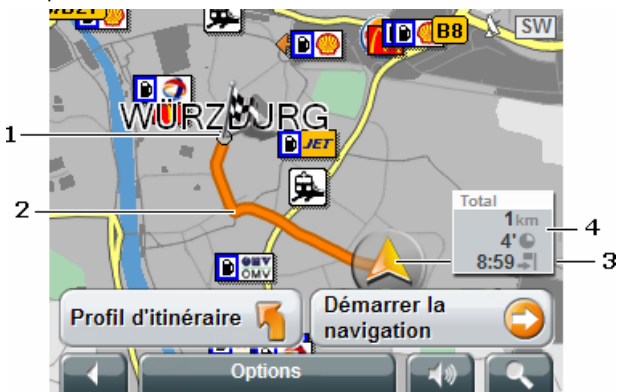 SW
B8
WÜRZBURG
1
JET
2
Total
1km
4
4'
8:59
3
OMV
Profil d'itinéraire
Démarrer la
navigation
Options